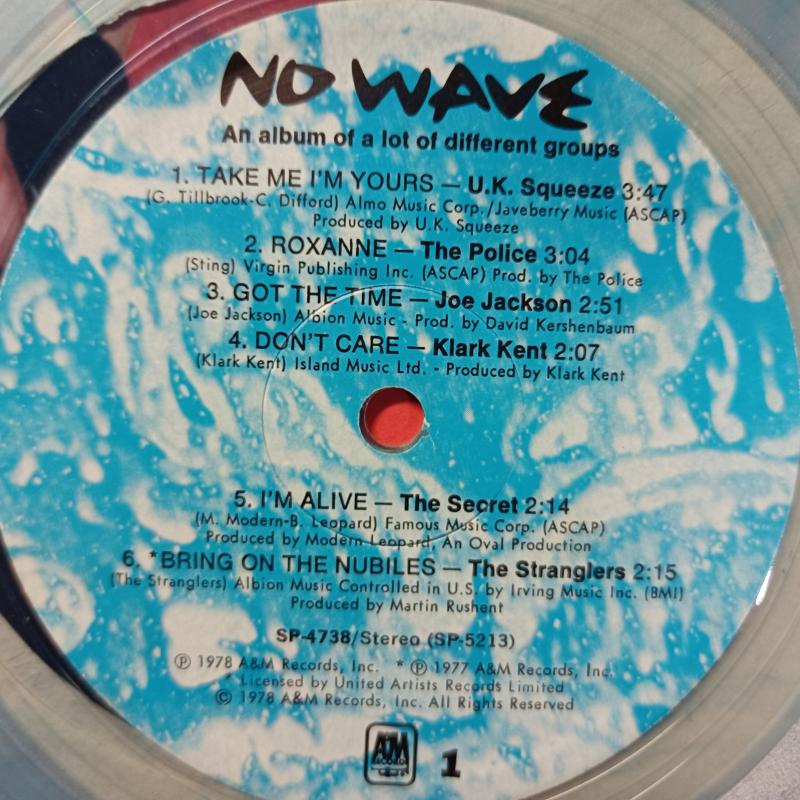 NO WAVE
An album of a lot of different groups
1. TAKE ME I'M YOURS — U.K. Squeeze 3:47
(G. Tillbrook-C. Difford) Almo Music Corp./Javeberry Music (ASCAP)
Produced by U.K. Squeeze
2. ROXANNE — The Police 3:04
(Sting) Virgin Publishing Inc. (ASCAP) Prod. by The Police
3. GOT THE TIME — Joe Jackson 2:51
(Joe Jackson) Albion Music - Prod. by David Kershenbaum
4. DON'T CARE — Klark Kent 2:07
(Klark Kent) Island Music Ltd. - Produced by Klark Kent
5. I'M ALIVE — The Secret 2:14
(M. Modern-B. Leopard) Famous Music Corp. (ASCAP)
Produced by Modern Leopard, An Oval Production
6. *BRING ON THE NUBILES — The Stranglers 2:15
(The Stranglers) Albion Music Controlled in U.S. by Irving Music Inc. (BMI)
Produced by Martin Rushent
SP-4738/Stereo (SP-5213)
℗ 1978 A&M Records, Inc. * ℗ 1977 A&M Records, Inc.
* Licensed by United Artists Records Limited
© 1978 A&M Records, Inc. All Rights Reserved
A&M RECORDS 1